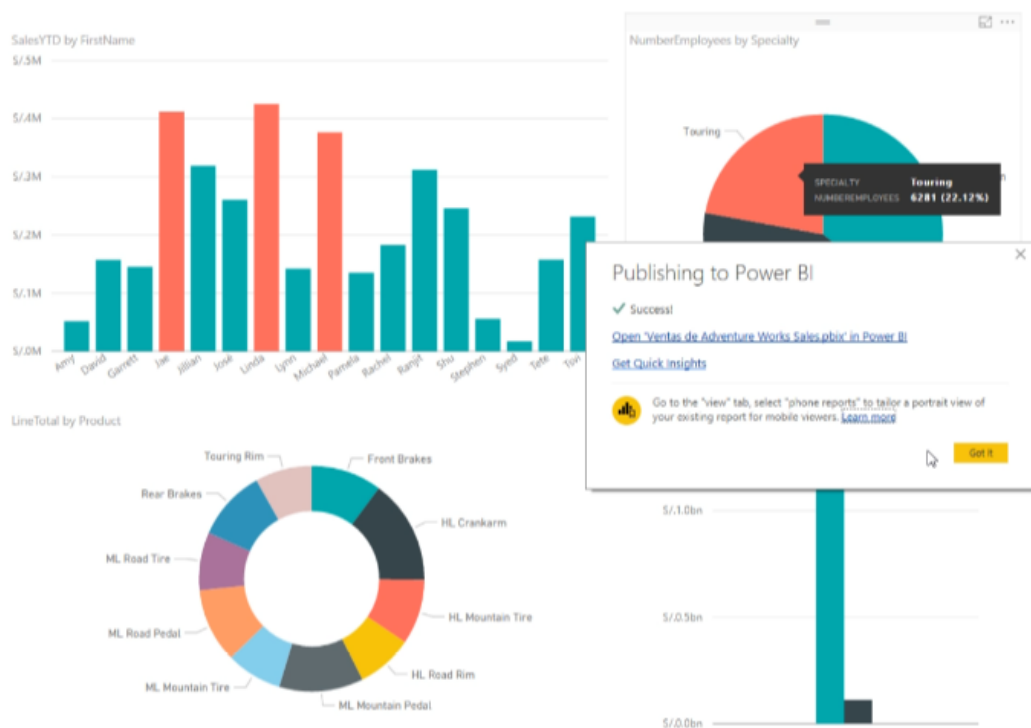 SalesYTD by FirstName
S/.5M
S/.4M
S/.3M
S/.2M
S/.1M
S/.0M
Amy
David
Garrett
Jae
Jillian
José
Linda
Lynn
Michael
Pamela
Rachel
Ranjit
Shu
Stephen
Syed
Tete
Tsvi
NumberEmployees by Specialty
Touring
SPECIALTY Touring
NUMBEREMPLOYEES 6281 (22.12%)
Publishing to Power BI
Success!
Open 'Ventas de Adventure Works Sales.pbix' in Power BI
Get Quick Insights
Go to the "view" tab, select "phone reports" to tailor a portrait view of
your existing report for mobile viewers. Learn more
Got it
LineTotal by Product
Touring Rim
Front Brakes
Rear Brakes
HL Crankarm
ML Road Tire
HL Mountain Tire
ML Road Pedal
HL Road Rim
ML Mountain Tire
ML Mountain Pedal
S/.1.0bn
S/.0.5bn
S/.0.0bn